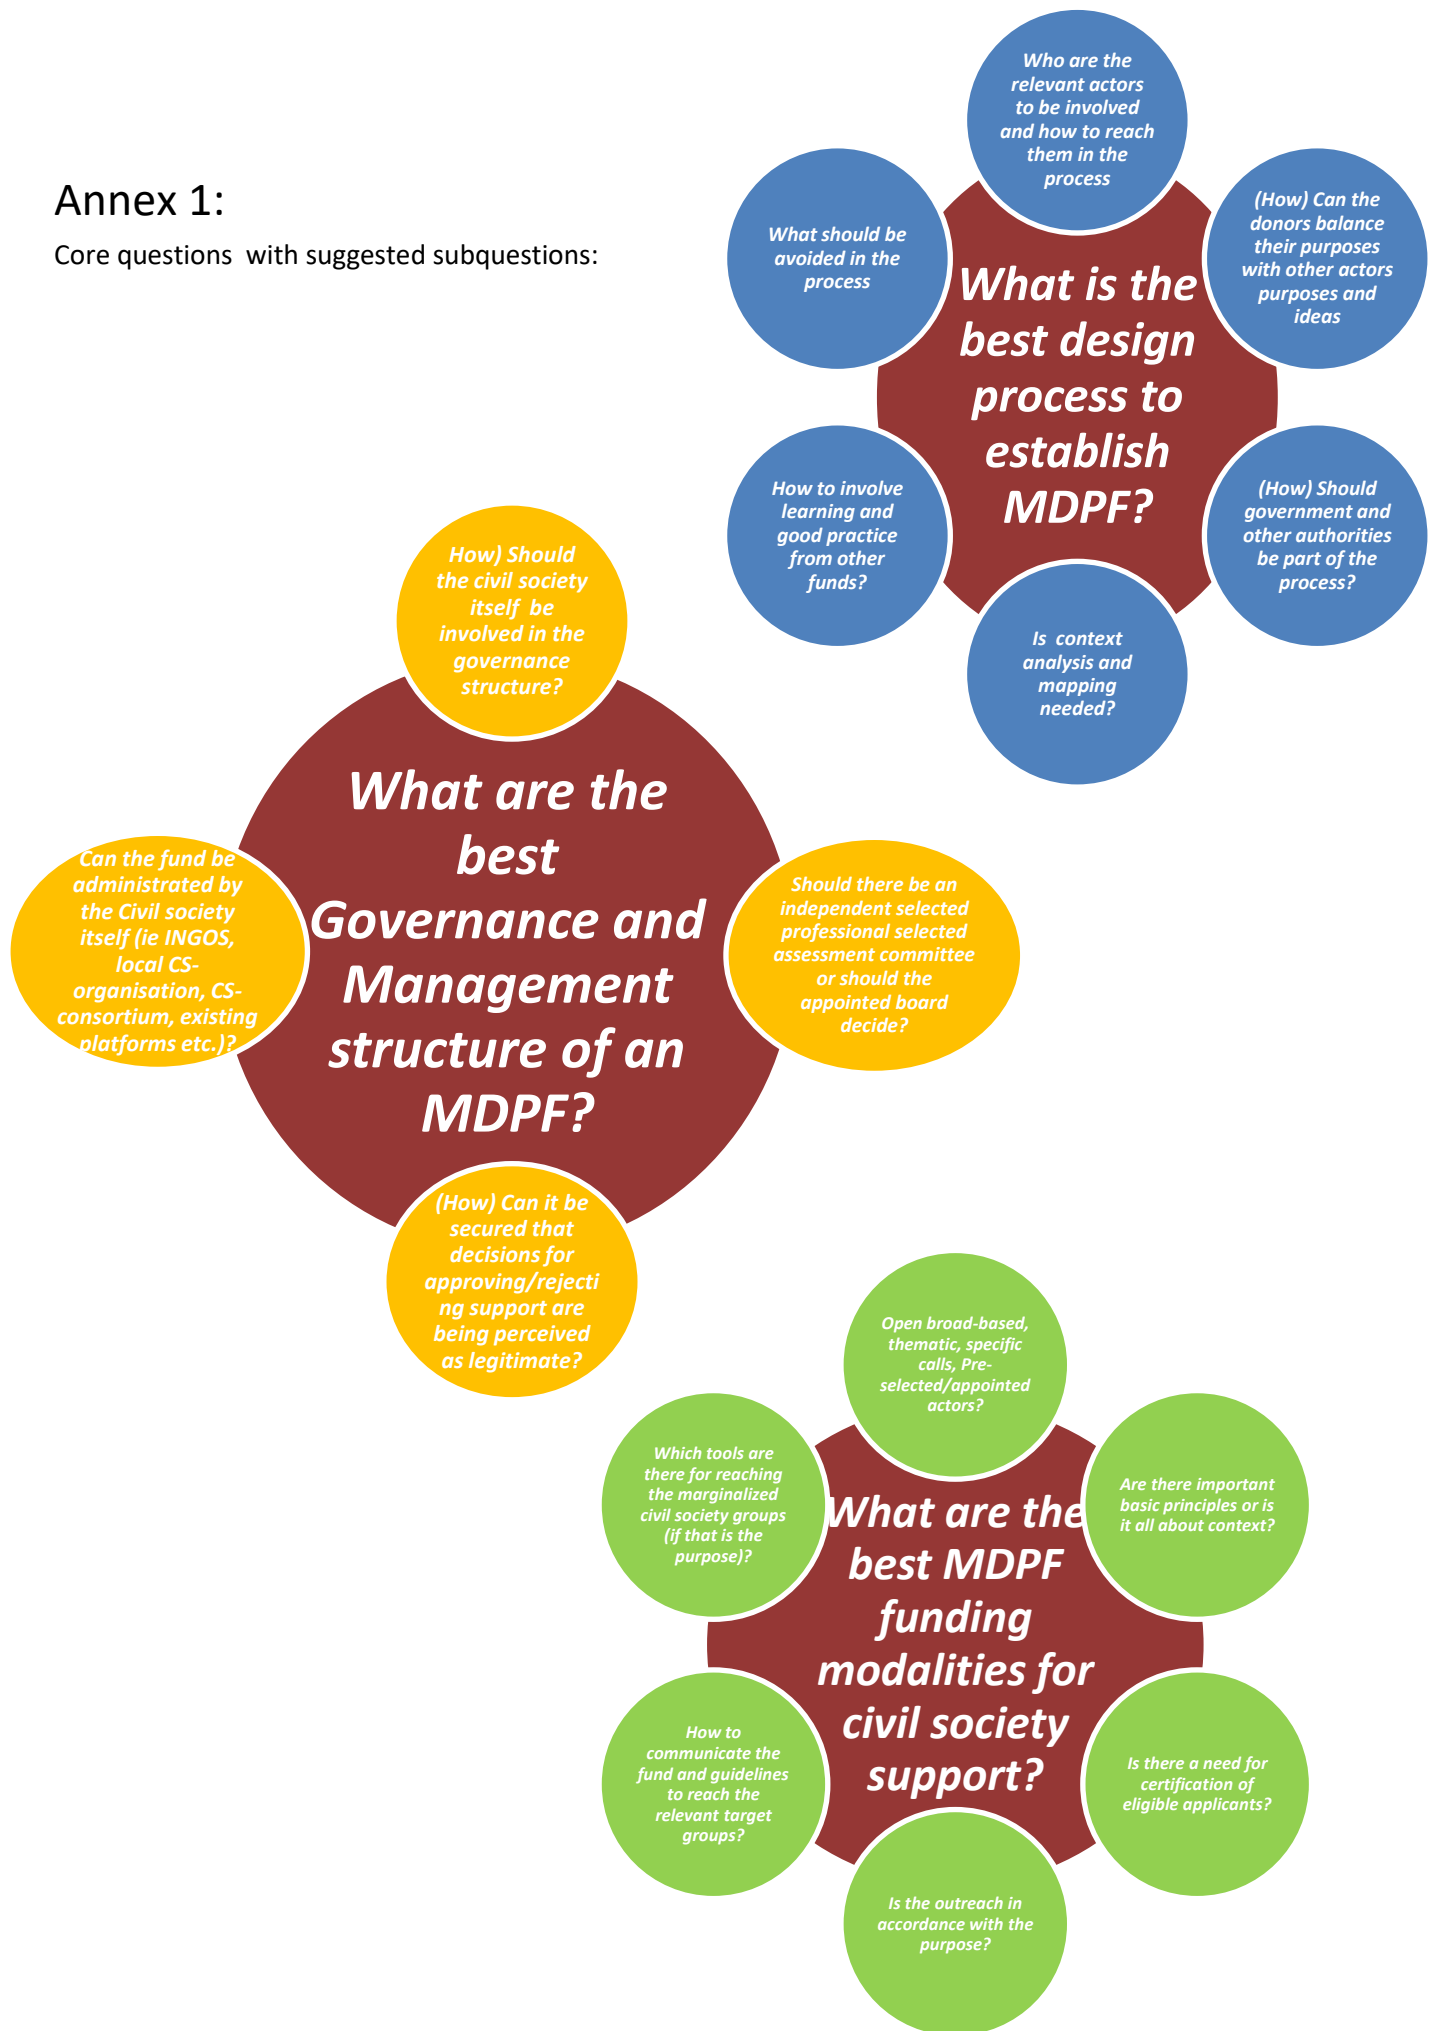 Annex 1:
Core questions  with suggested subquestions:
Who are the
relevant actors
to be involved
and how to reach
them in the
process
(How) Can the
donors balance
their purposes
with other actors
purposes and
ideas
(How) Should
government and
other authorities
be part of the
process?
Is  context
analysis and
mapping
needed?
How to involve
learning and
good practice
from other
funds?
What should be
avoided in the
process
What is the
best design
process to
establish
MDPF?
How) Should
the civil society
itself  be
involved in the
governance
structure?
Should there be an
independent selected
professional selected
assessment committee
or should the
appointed board
decide?
(How) Can it be
secured that
decisions for
approving/rejecti
ng support are
being perceived
as legitimate?
Can the fund be
administrated by
the Civil society
itself (ie INGOS,
local CS-
organisation, CS-
consortium, existing
platforms etc.)?
What are the
best
Governance and
Management
structure of an
MDPF?
Open broad-based,
thematic, specific
calls, Pre-
selected/appointed
actors?
Are there important
basic principles or is
it all about context?
Is there a need for
certification of
eligible applicants?
Is the outreach in
accordance with the
purpose?
How to
communicate the
fund and guidelines
to reach the
relevant target
groups?
Which tools are
there for reaching
the marginalized
civil society groups
(if that is the
purpose)?
What are the
best MDPF
funding
modalities for
civil society
support?